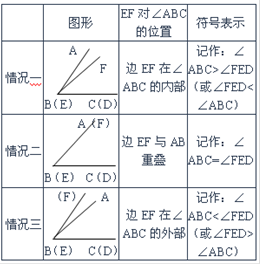 图形
EF 对∠ABC
的位置
符号表示
情况一
A
F
B(E) C(D)
边 EF 在∠
ABC 的内部
记作：∠
ABC>∠FED
(或∠FED<
∠ABC)
情况二
A (F)
B(E) C(D)
边 EF 与 AB
重叠
记作：∠
ABC=∠FED
情况三
(F)
A
B(E) C(D)
边 EF 在∠
ABC 的外部
记作：∠
ABC<∠FED
(或∠FED>
∠ABC)